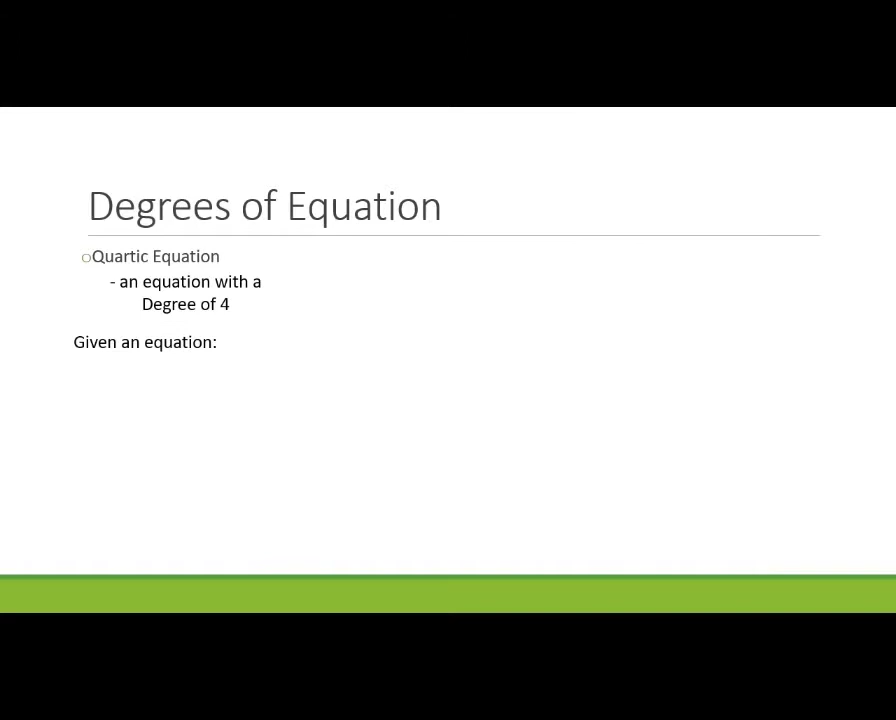 Degrees of Equation
○Quartic Equation
- an equation with a
Degree of 4
Given an equation: